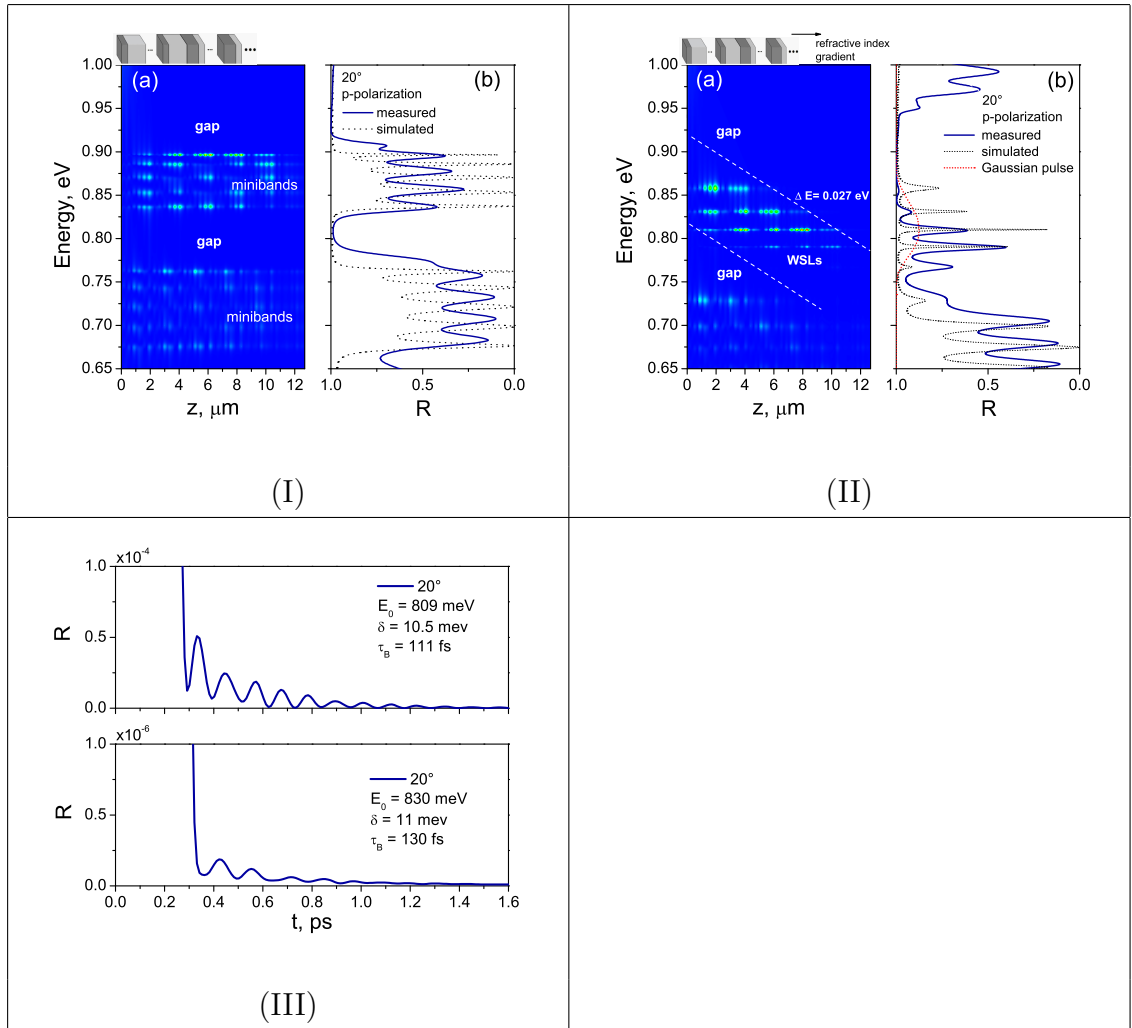 refractive index
gradient
(a)
(b)
gap
minibands
gap
minibands
Energy, eV
1.00
0.95
0.90
0.85
0.80
0.75
0.70
0.65
0 2 4 6 8 10 12
z, μm
20°
p-polarization
measured
simulated
1.0 0.5 0.0
R
(I)
(a)
(b)
gap
Δ E= 0.027 eV
WSLs
gap
Energy, eV
1.00
0.95
0.90
0.85
0.80
0.75
0.70
0.65
0 2 4 6 8 10 12
z, μm
20°
p-polarization
measured
simulated
Gaussian pulse
1.0 0.5 0.0
R
(II)
x10⁻⁴
1.0
0.5
0.0
R
20°
E₀ = 809 meV
δ = 10.5 mev
τ_B = 111 fs
x10⁻⁶
1.0
0.5
0.0
R
20°
E₀ = 830 meV
δ = 11 mev
τ_B = 130 fs
0.0 0.2 0.4 0.6 0.8 1.0 1.2 1.4 1.6
t, ps
(III)